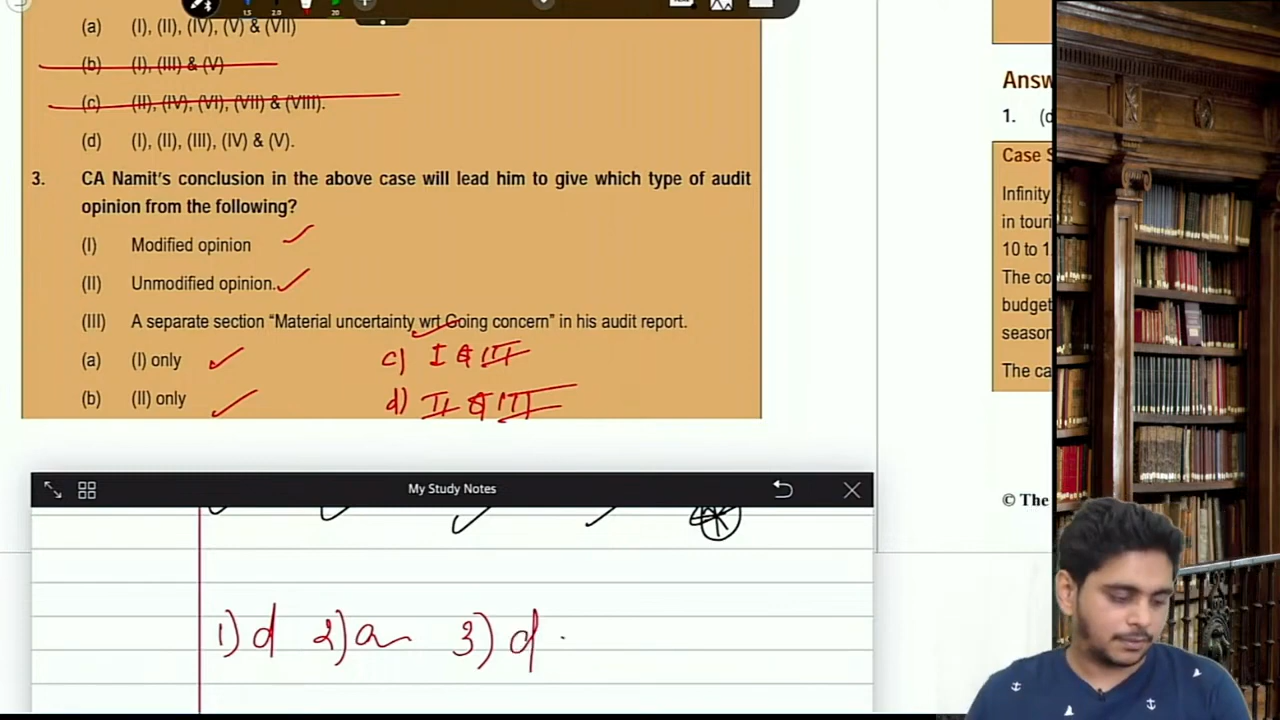 (a) (I), (II), (IV), (V) & (VII)
(b) (I), (III) & (V)
(c) (II), (IV), (VI), (VII) & (VIII).
(d) (I), (II), (III), (IV) & (V).
3. CA Namit's conclusion in the above case will lead him to give which type of audit
opinion from the following?
(I) Modified opinion
(II) Unmodified opinion.
(III) A separate section “Material uncertainty wrt Going concern” in his audit report.
(a) (I) only
(b) (II) only
c) I & III
d) II & III
My Study Notes
1) d 2) a 3) d
Answ
1. (d
Case S
Infinity
in touri
10 to 1
The co
budget
season
The ca
© The